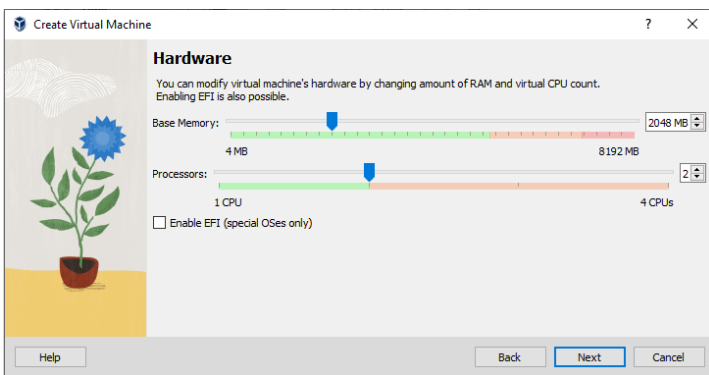 Create Virtual Machine
?
Hardware
You can modify virtual machine's hardware by changing amount of RAM and virtual CPU count.
Enabling EFI is also possible.
Base Memory:
2048 MB
4 MB
8192 MB
Processors:
2
1 CPU
4 CPUs
Enable EFI (special OSes only)
Help
Back
Next
Cancel